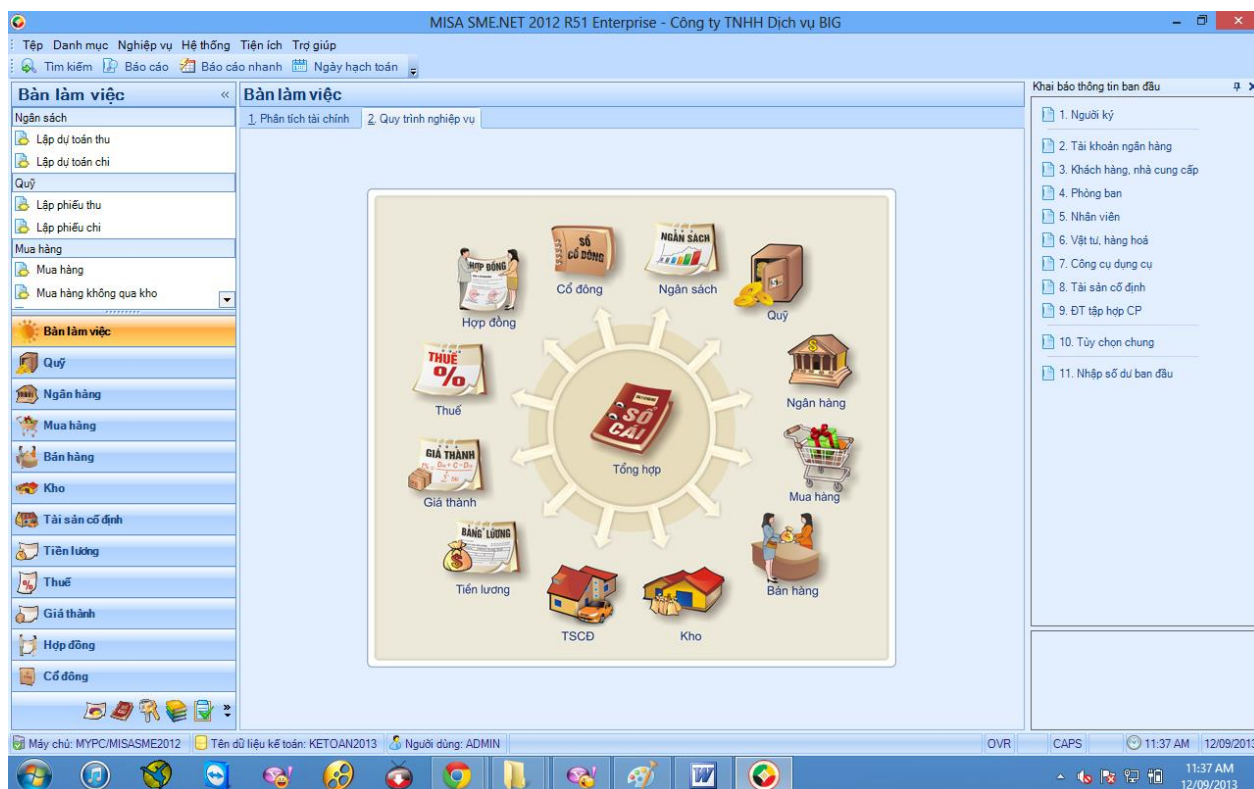 MISA SME.NET 2012 R51 Enterprise - Công ty TNHH Dịch vụ BIG
Tệp Danh mục Nghiệp vụ Hệ thống Tiện ích Trợ giúp
Tìm kiếm Báo cáo Báo cáo nhanh Ngày hạch toán
Bàn làm việc
Ngân sách
Lập dự toán thu
Lập dự toán chi
Quỹ
Lập phiếu thu
Lập phiếu chi
Mua hàng
Mua hàng
Mua hàng không qua kho
Bàn làm việc
Quỹ
Ngân hàng
Mua hàng
Bán hàng
Kho
Tài sản cố định
Tiền lương
Thuế
Giá thành
Hợp đồng
Cổ đông
Bàn làm việc
1. Phân tích tài chính 2. Quy trình nghiệp vụ
HỢP ĐỒNG
Hợp đồng
SỔ
CỔ ĐÔNG
Cổ đông
NGÂN SÁCH
Ngân sách
Quỹ
THUẾ
%
Thuế
Ngân hàng
SỔ
CÁI
Tổng hợp
GIÁ THÀNH
Giá thành
Mua hàng
BẢNG LƯƠNG
Tiền lương
Bán hàng
TSCĐ
Kho
Khai báo thông tin ban đầu
1. Người ký
2. Tài khoản ngân hàng
3. Khách hàng, nhà cung cấp
4. Phòng ban
5. Nhân viên
6. Vật tư, hàng hoá
7. Công cụ dụng cụ
8. Tài sản cố định
9. ĐT tập hợp CP
10. Tùy chọn chung
11. Nhập số dư ban đầu
Máy chủ: MYPC/MISASME2012 Tên dữ liệu kế toán: KETOAN2013 Người dùng: ADMIN OVR CAPS 11:37 AM 12/09/2013
11:37 AM
12/09/2013